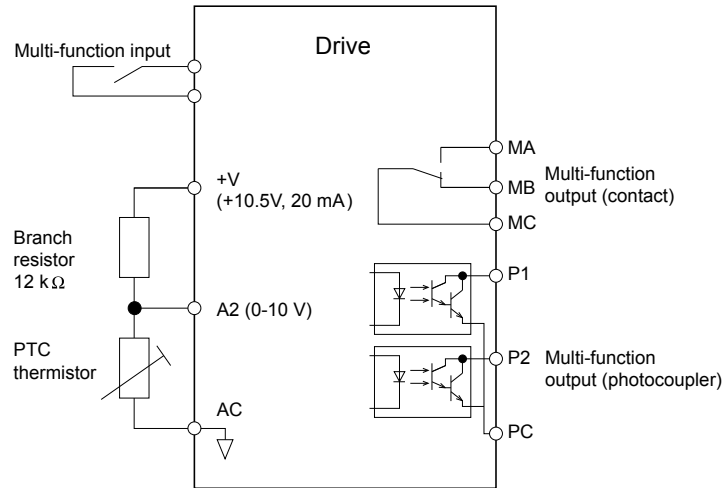 Drive
Multi-function input
+V
(+10.5V, 20 mA)
Branch
resistor
12 kΩ
A2 (0-10 V)
PTC
thermistor
AC
MA
MB
MC
Multi-function
output (contact)
P1
P2
PC
Multi-function
output (photocoupler)